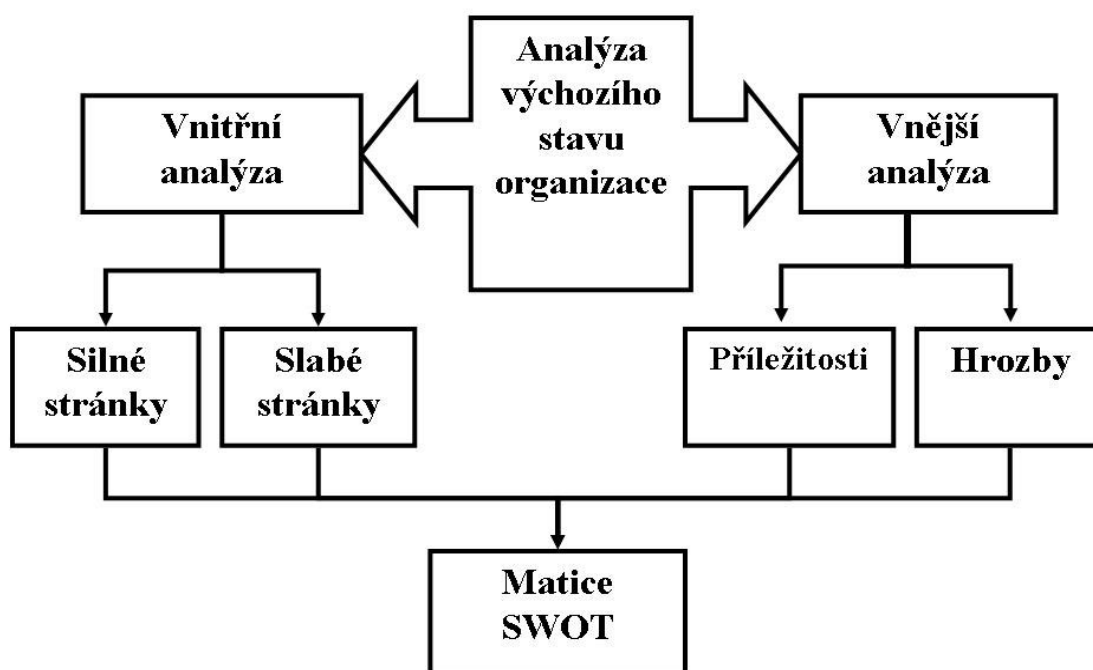 Analýza
výchozího
stavu
organizace
Vnitřní
analýza
Vnější
analýza
Silné
stránky
Slabé
stránky
Příležitosti
Hrozby
Matice
SWOT